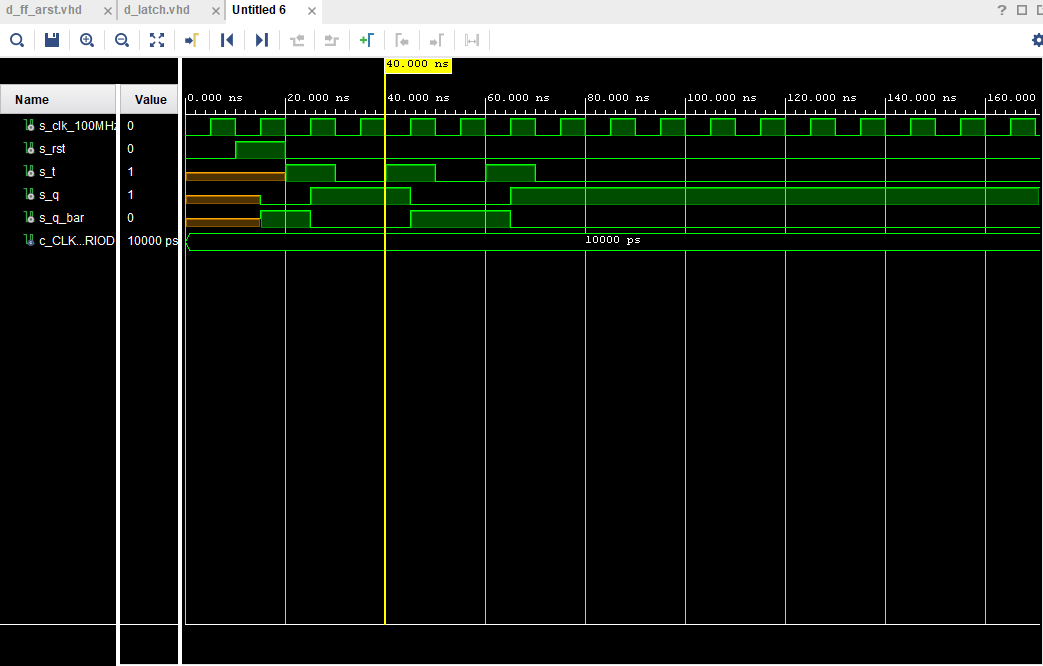 d_ff_arst.vhd × d_latch.vhd × Untitled 6 × ?
40.000 ns
Name Value 0.000 ns 20.000 ns 40.000 ns 60.000 ns 80.000 ns 100.000 ns 120.000 ns 140.000 ns 160.000
s_clk_100MHz 0
s_rst 0
s_t 1
s_q 1
s_q_bar 0
c_CLK...RIOD 10000 ps 10000 ps